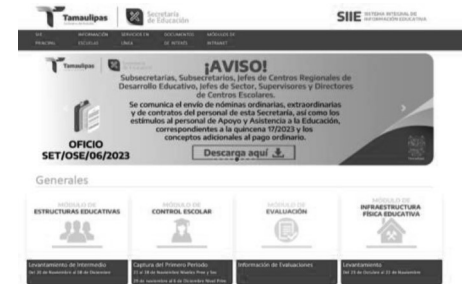 Tamaulipas
Secretaría
de Educación
SIIE SISTEMA INTEGRAL DE
INFORMACIÓN EDUCATIVA
INFORMACIÓN SERVICIOS EN DOCUMENTOS MÓDULOS DE
PRINCIPAL ESCUELAS LÍNEA DE INTERÉS INTRANET
Tamaulipas
¡AVISO!
Subsecretarias, Subsecretarios, Jefes de Centros Regionales de
Desarrollo Educativo, Jefes de Sector, Supervisores y Directores
de Centros Escolares.
Se comunica el envío de nóminas ordinarias, extraordinarias
y de contratos del personal de esta Secretaría, así como los
estímulos al personal de Apoyo y Asistencia a la Educación,
correspondientes a la quincena 17/2023 y los
conceptos adicionales al pago ordinario.
OFICIO
SET/OSE/06/2023
Descarga aquí
Generales
MÓDULO DE
ESTRUCTURAS EDUCATIVAS
MÓDULO DE
CONTROL ESCOLAR
MÓDULO DE
EVALUACIÓN
MÓDULO DE
INFRAESTRUCTURA
FÍSICA EDUCATIVA
Levantamiento de Intermedio
Captura del Primero Periodo
Información de Evaluaciones
Levantamiento